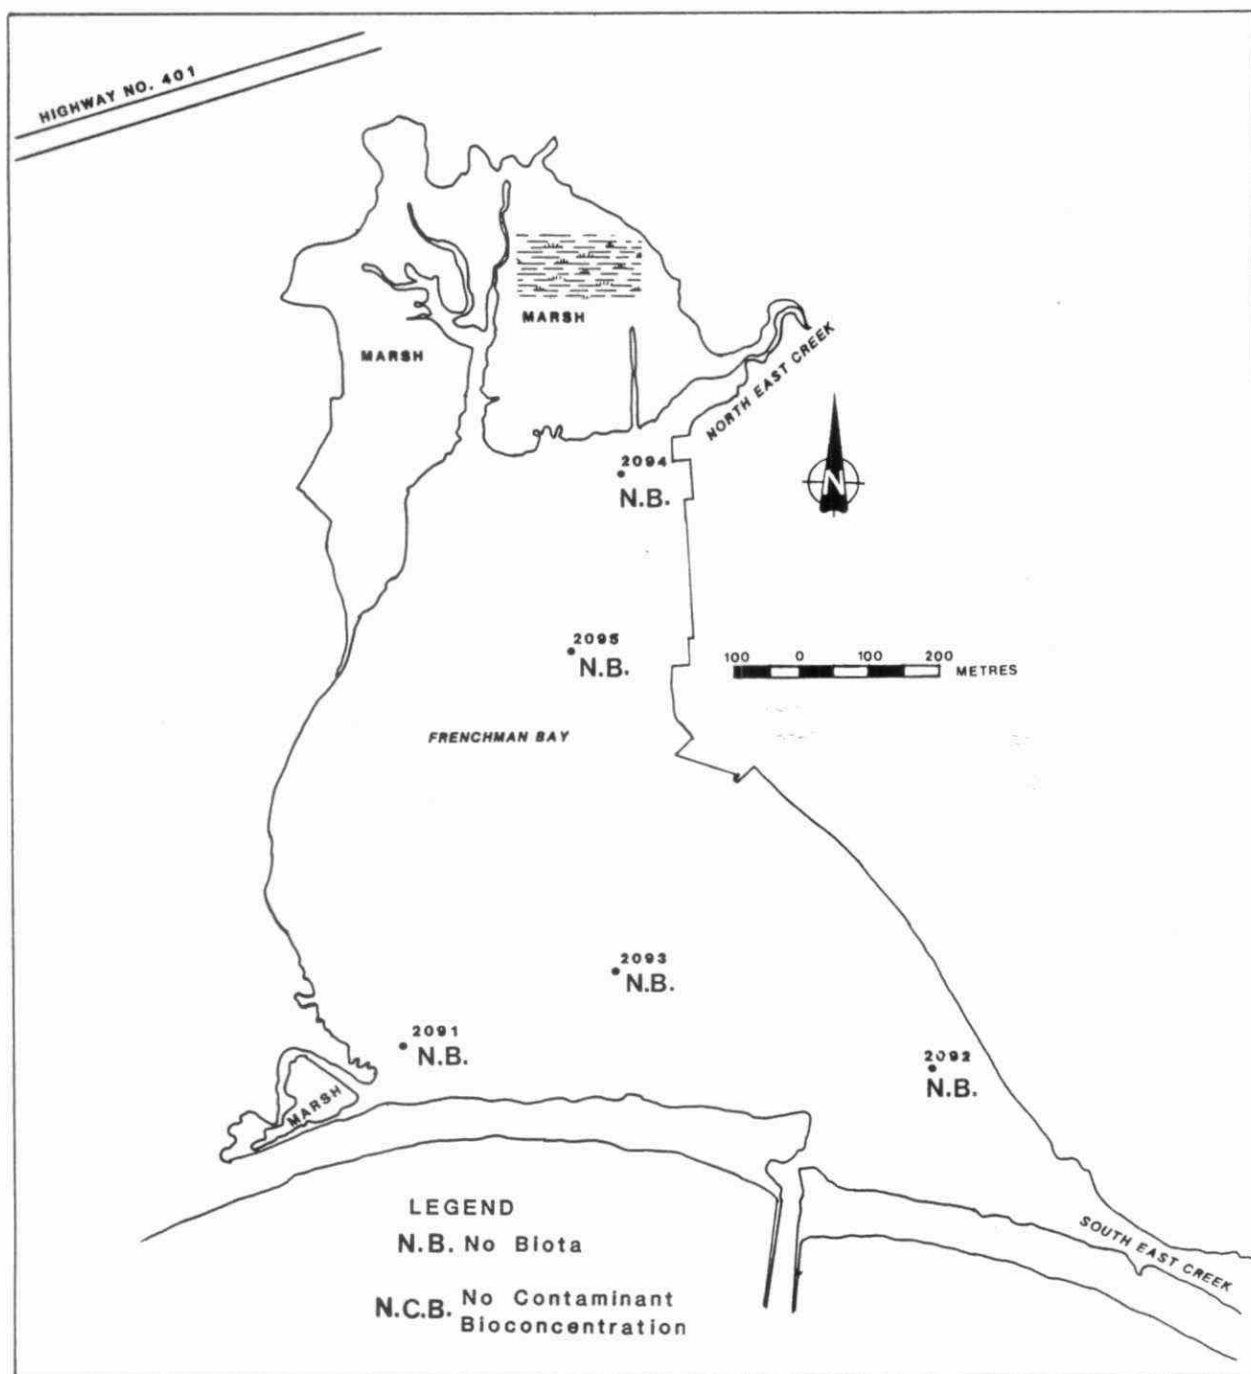 HIGHWAY NO. 401
MARSH
MARSH
NORTH EAST CREEK
2094
N.B.
N
2095
N.B.
100 0 100 200 METRES
FRENCHMAN BAY
2093
N.B.
2091
N.B.
2092
N.B.
MARSH
LEGEND
N.B. No Biota
N.C.B. No Contaminant
Bioconcentration
SOUTH EAST CREEK